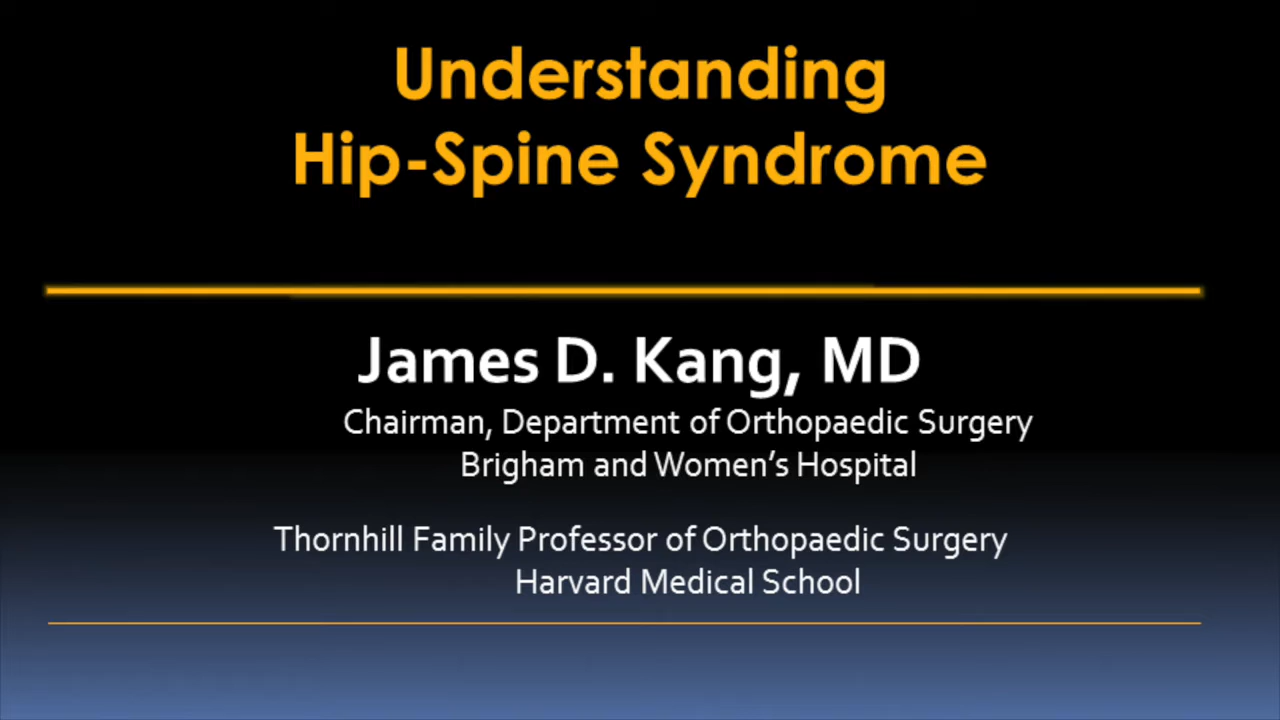 Understanding
Hip-Spine Syndrome
James D. Kang, MD
Chairman, Department of Orthopaedic Surgery
Brigham and Women’s Hospital
Thornhill Family Professor of Orthopaedic Surgery
Harvard Medical School